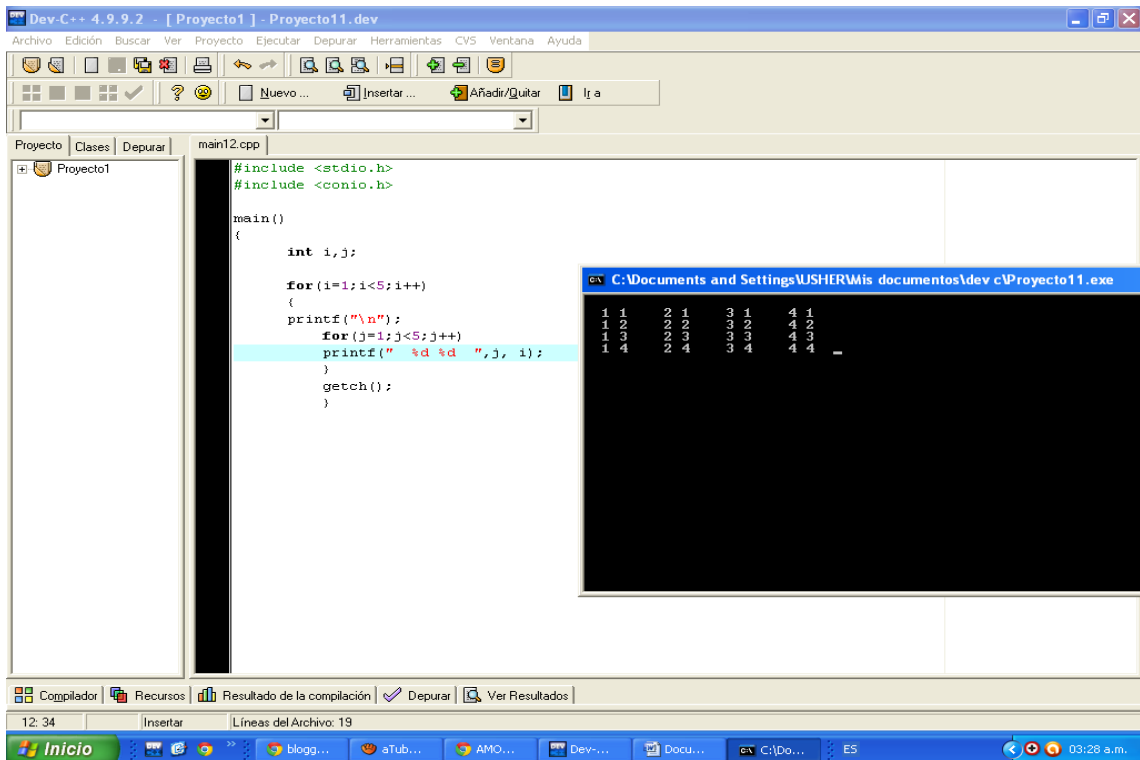 Dev-C++ 4.9.9.2 - [ Proyecto1 ] - Proyecto11.dev
Archivo Edición Buscar Ver Proyecto Ejecutar Depurar Herramientas CVS Ventana Ayuda
Nuevo ... Insertar ... Añadir/Quitar Ir a
Proyecto Clases Depurar main12.cpp
Proyecto1
#include <stdio.h>
#include <conio.h>
main()
{
int i,j;
for(i=1;i<5;i++)
{
printf("\n");
for(j=1;j<5;j++)
printf("  %d %d  ",j, i);
}
getch();
}
C:\Documents and Settings\USHER\Mis documentos\dev c\Proyecto11.exe
1 1 2 1 3 1 4 1
1 2 2 2 3 2 4 2
1 3 2 3 3 3 4 3
1 4 2 4 3 4 4 4 _
Compilador Recursos Resultado de la compilación Depurar Ver Resultados
12: 34 Insertar Líneas del Archivo: 19
Inicio » blogg... aTub... AMO... Dev-... Docu... C:\Do... ES 03:28 a.m.